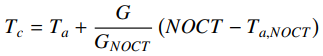 T_c = T_a + \frac{G}{G_{NOCT}} (NOCT − T_{a,NOCT})